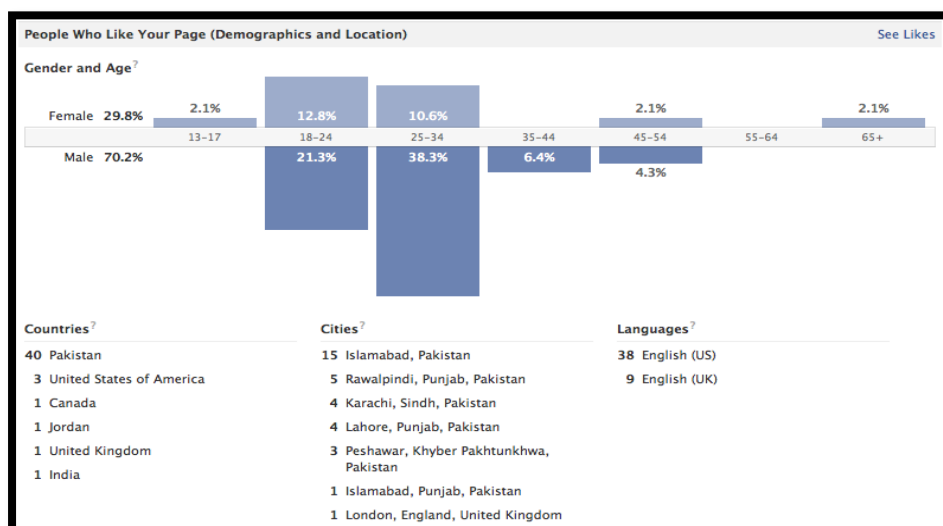 People Who Like Your Page (Demographics and Location) See Likes
Gender and Age?
Female 29.8% 2.1% 12.8% 10.6% 2.1% 2.1%
13-17 18-24 25-34 35-44 45-54 55-64 65+
Male 70.2% 21.3% 38.3% 6.4% 4.3%
Countries?
40 Pakistan
3 United States of America
1 Canada
1 Jordan
1 United Kingdom
1 India
Cities?
15 Islamabad, Pakistan
5 Rawalpindi, Punjab, Pakistan
4 Karachi, Sindh, Pakistan
4 Lahore, Punjab, Pakistan
3 Peshawar, Khyber Pakhtunkhwa,
Pakistan
1 Islamabad, Punjab, Pakistan
1 London, England, United Kingdom
Languages?
38 English (US)
9 English (UK)